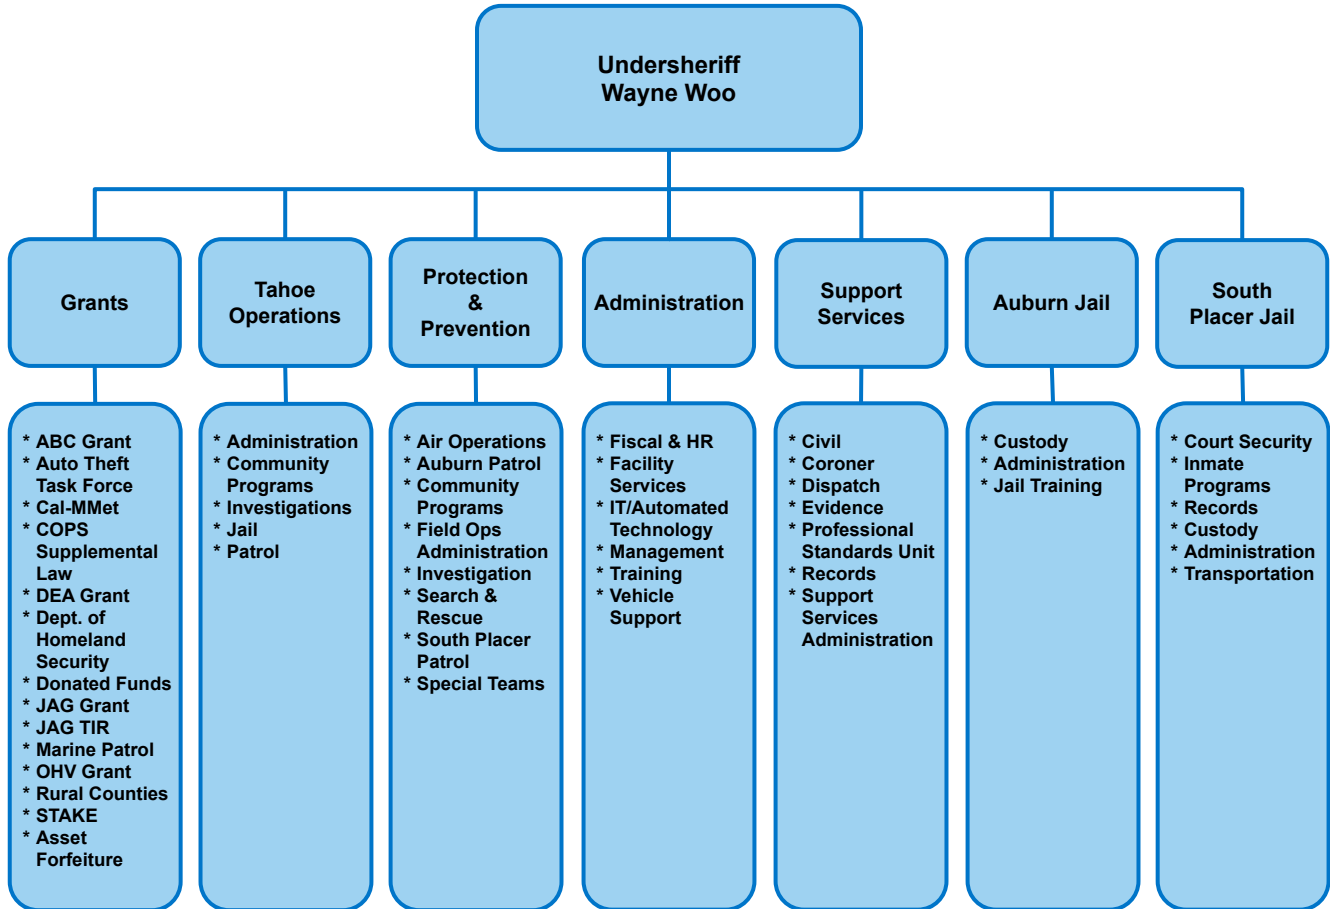 Undersheriff
Wayne Woo
Grants
Tahoe
Operations
Protection
&
Prevention
Administration
Support
Services
Auburn Jail
South
Placer Jail
* ABC Grant
* Auto Theft
Task Force
* Cal-MMet
* COPS
Supplemental
Law
* DEA Grant
* Dept. of
Homeland
Security
* Donated Funds
* JAG Grant
* JAG TIR
* Marine Patrol
* OHV Grant
* Rural Counties
* STAKE
* Asset
Forfeiture
* Administration
* Community
Programs
* Investigations
* Jail
* Patrol
* Air Operations
* Auburn Patrol
* Community
Programs
* Field Ops
Administration
* Investigation
* Search &
Rescue
* South Placer
Patrol
* Special Teams
* Fiscal & HR
* Facility
Services
* IT/Automated
Technology
* Management
* Training
* Vehicle
Support
* Civil
* Coroner
* Dispatch
* Evidence
* Professional
Standards Unit
* Records
* Support
Services
Administration
* Custody
* Administration
* Jail Training
* Court Security
* Inmate
Programs
* Records
* Custody
* Administration
* Transportation